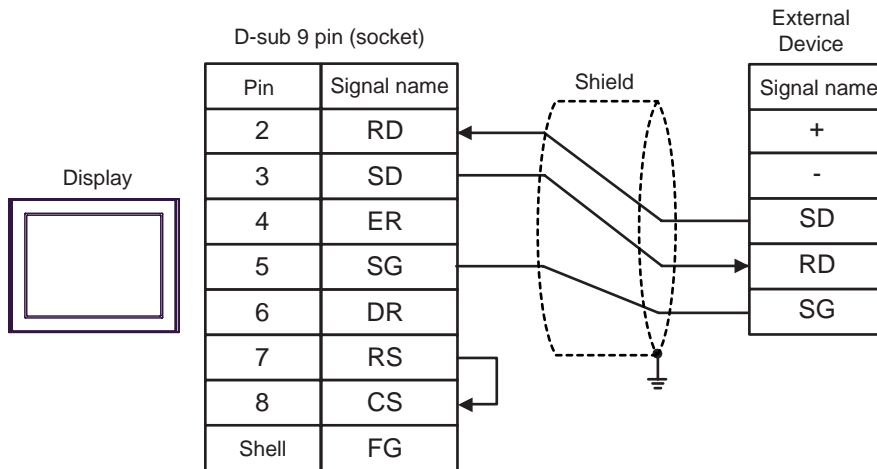 D-sub 9 pin (socket)
External
Device
Pin Signal name
Shield
Signal name
2 RD
+
Display
3 SD
-
4 ER
SD
5 SG
RD
6 DR
SG
7 RS
8 CS
Shell FG